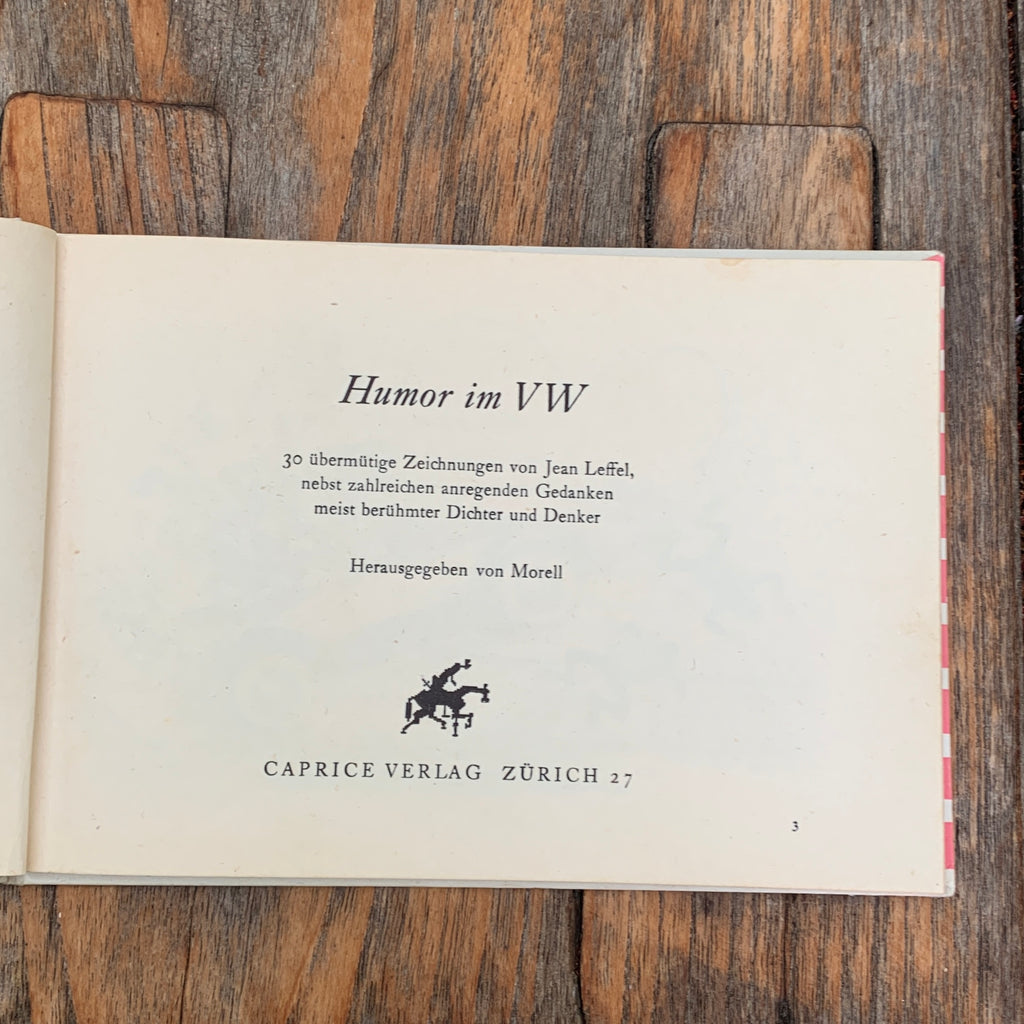 Humor im VW
30 übermütige Zeichnungen von Jean Leffel,
nebst zahlreichen anregenden Gedanken
meist berühmter Dichter und Denker
Herausgegeben von Morell
CAPRICE VERLAG ZÜRICH 27
3